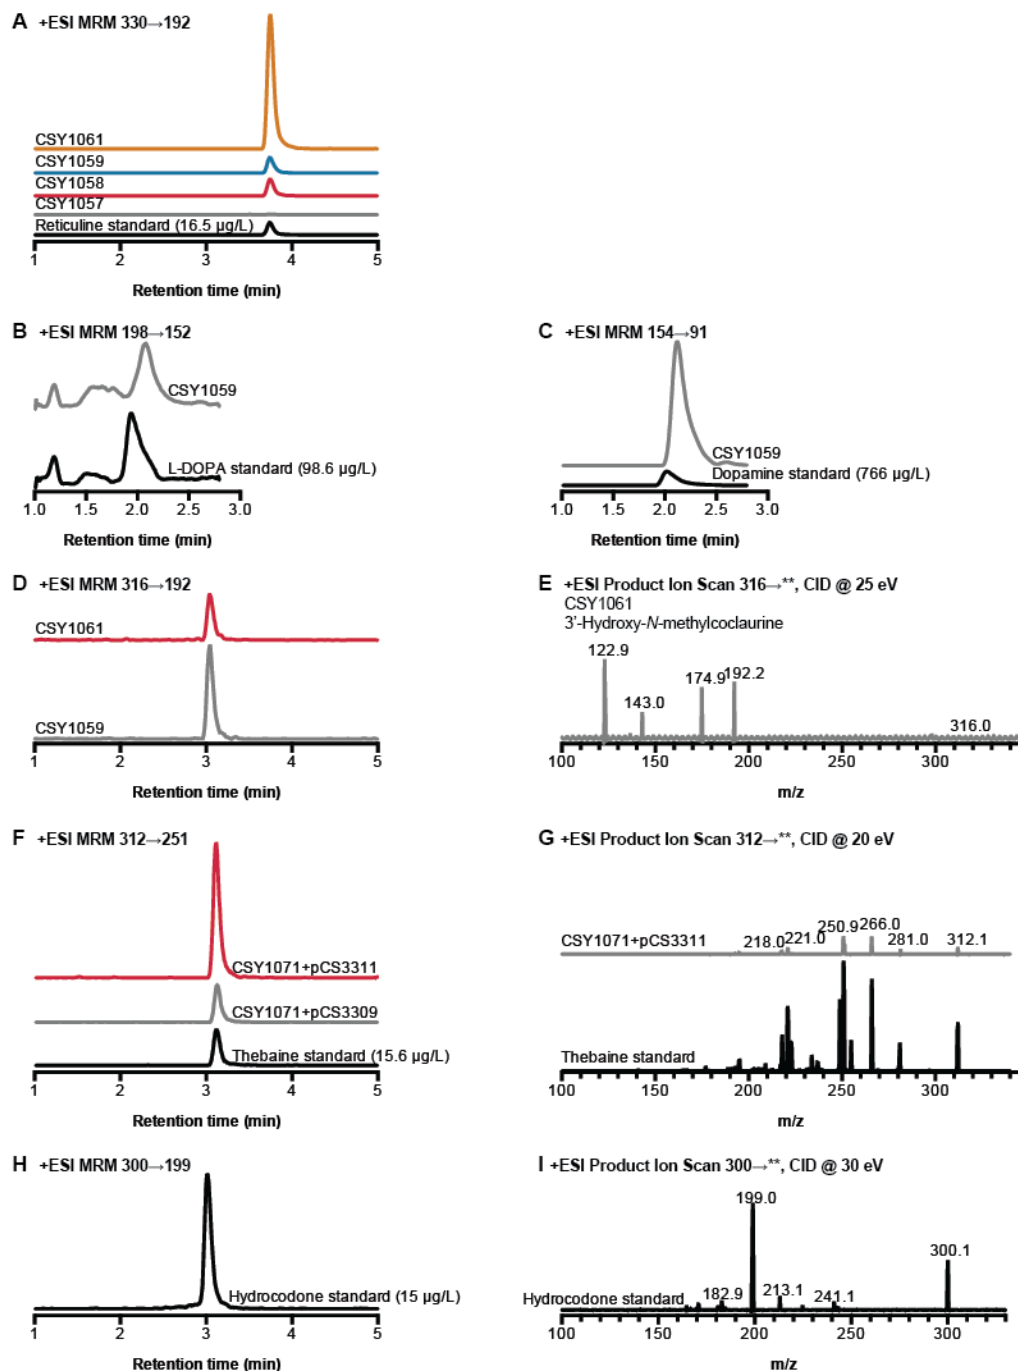 A +ESI MRM 330→192
CSY1061
CSY1059
CSY1058
CSY1057
Reticuline standard (16.5 µg/L)
1 2 3 4 5
Retention time (min)
B +ESI MRM 198→152
CSY1059
L-DOPA standard (98.6 µg/L)
1.0 1.5 2.0 2.5 3.0
Retention time (min)
C +ESI MRM 154→91
CSY1059
Dopamine standard (766 µg/L)
1.0 1.5 2.0 2.5 3.0
Retention time (min)
D +ESI MRM 316→192
CSY1061
CSY1059
1 2 3 4 5
Retention time (min)
E +ESI Product Ion Scan 316→**, CID @ 25 eV
CSY1061
3'-Hydroxy-N-methylcoclaurine
122.9 143.0 174.9 192.2 316.0
100 150 200 250 300
m/z
F +ESI MRM 312→251
CSY1071+pCS3311
CSY1071+pCS3309
Thebaine standard (15.6 µg/L)
1 2 3 4 5
Retention time (min)
G +ESI Product Ion Scan 312→**, CID @ 20 eV
CSY1071+pCS3311 218.0 221.0 250.9 266.0 281.0 312.1
Thebaine standard
100 150 200 250 300
m/z
H +ESI MRM 300→199
Hydrocodone standard (15 µg/L)
1 2 3 4 5
Retention time (min)
I +ESI Product Ion Scan 300→**, CID @ 30 eV
199.0
300.1
Hydrocodone standard 182.9 213.1 241.1
100 150 200 250 300
m/z